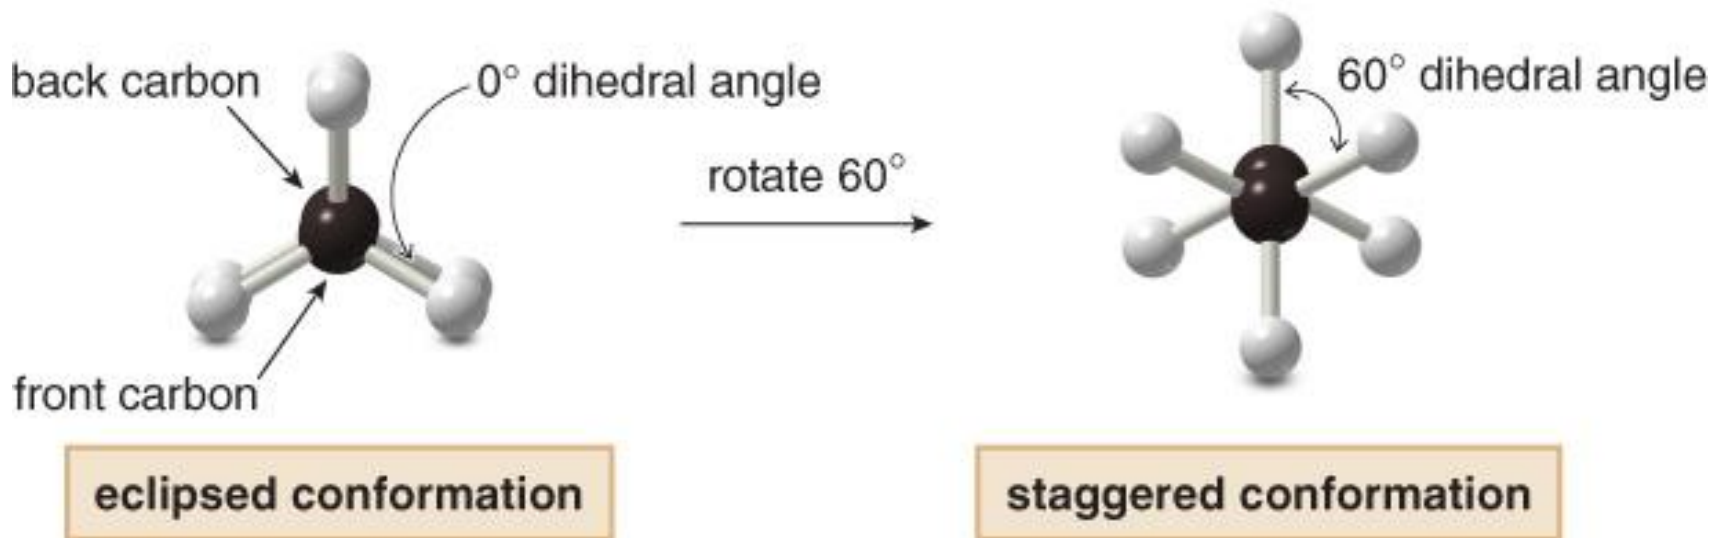 back carbon
0° dihedral angle
60° dihedral angle
rotate 60°
front carbon
eclipsed conformation
staggered conformation